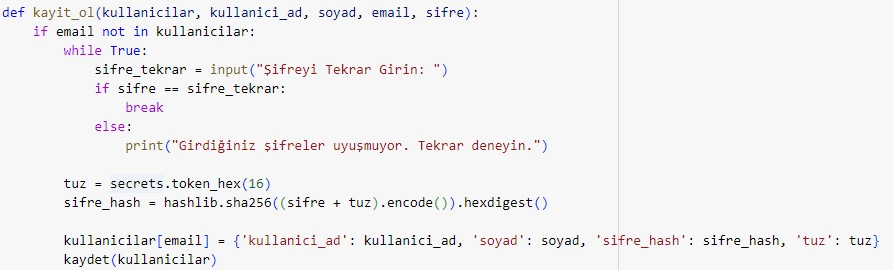 def kayit_ol(kullanicilar, kullanici_ad, soyad, email, sifre):
    if email not in kullanicilar:
        while True:
            sifre_tekrar = input("Şifreyi Tekrar Girin: ")
            if sifre == sifre_tekrar:
                break
            else:
                print("Girdiğiniz şifreler uyuşmuyor. Tekrar deneyin.")

        tuz = secrets.token_hex(16)
        sifre_hash = hashlib.sha256((sifre + tuz).encode()).hexdigest()

        kullanicilar[email] = {'kullanici_ad': kullanici_ad, 'soyad': soyad, 'sifre_hash': sifre_hash, 'tuz': tuz}
        kaydet(kullanicilar)